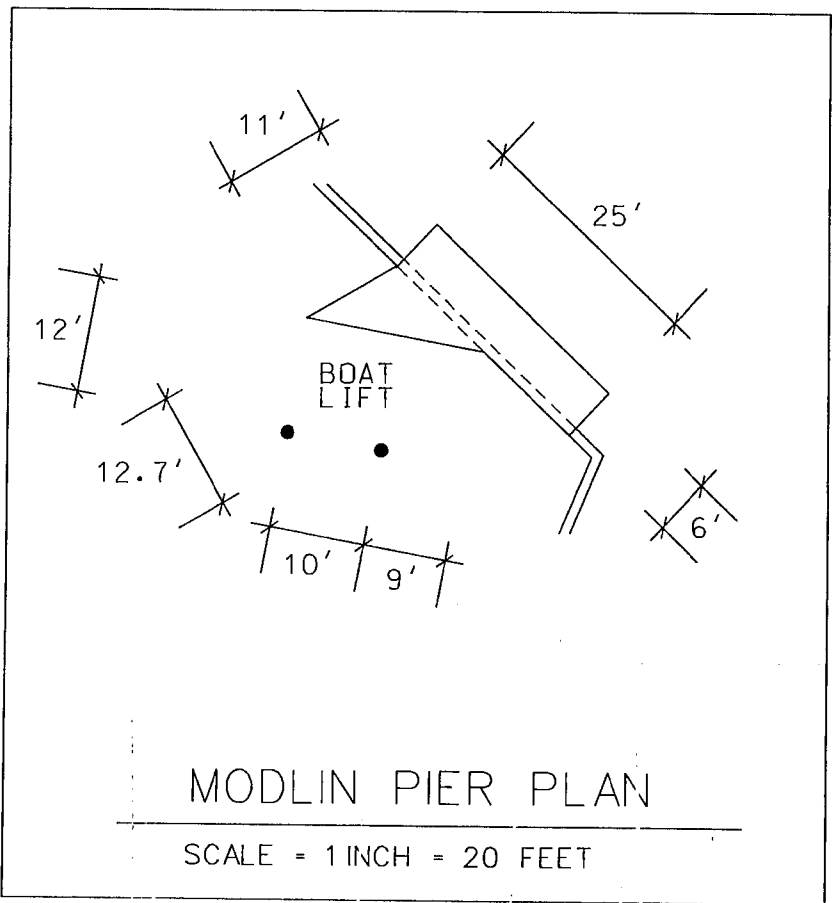 11'
25'
12'
BOAT
LIFT
12.7'
10'
9'
6'
MODLIN PIER PLAN
SCALE = 1 INCH = 20 FEET